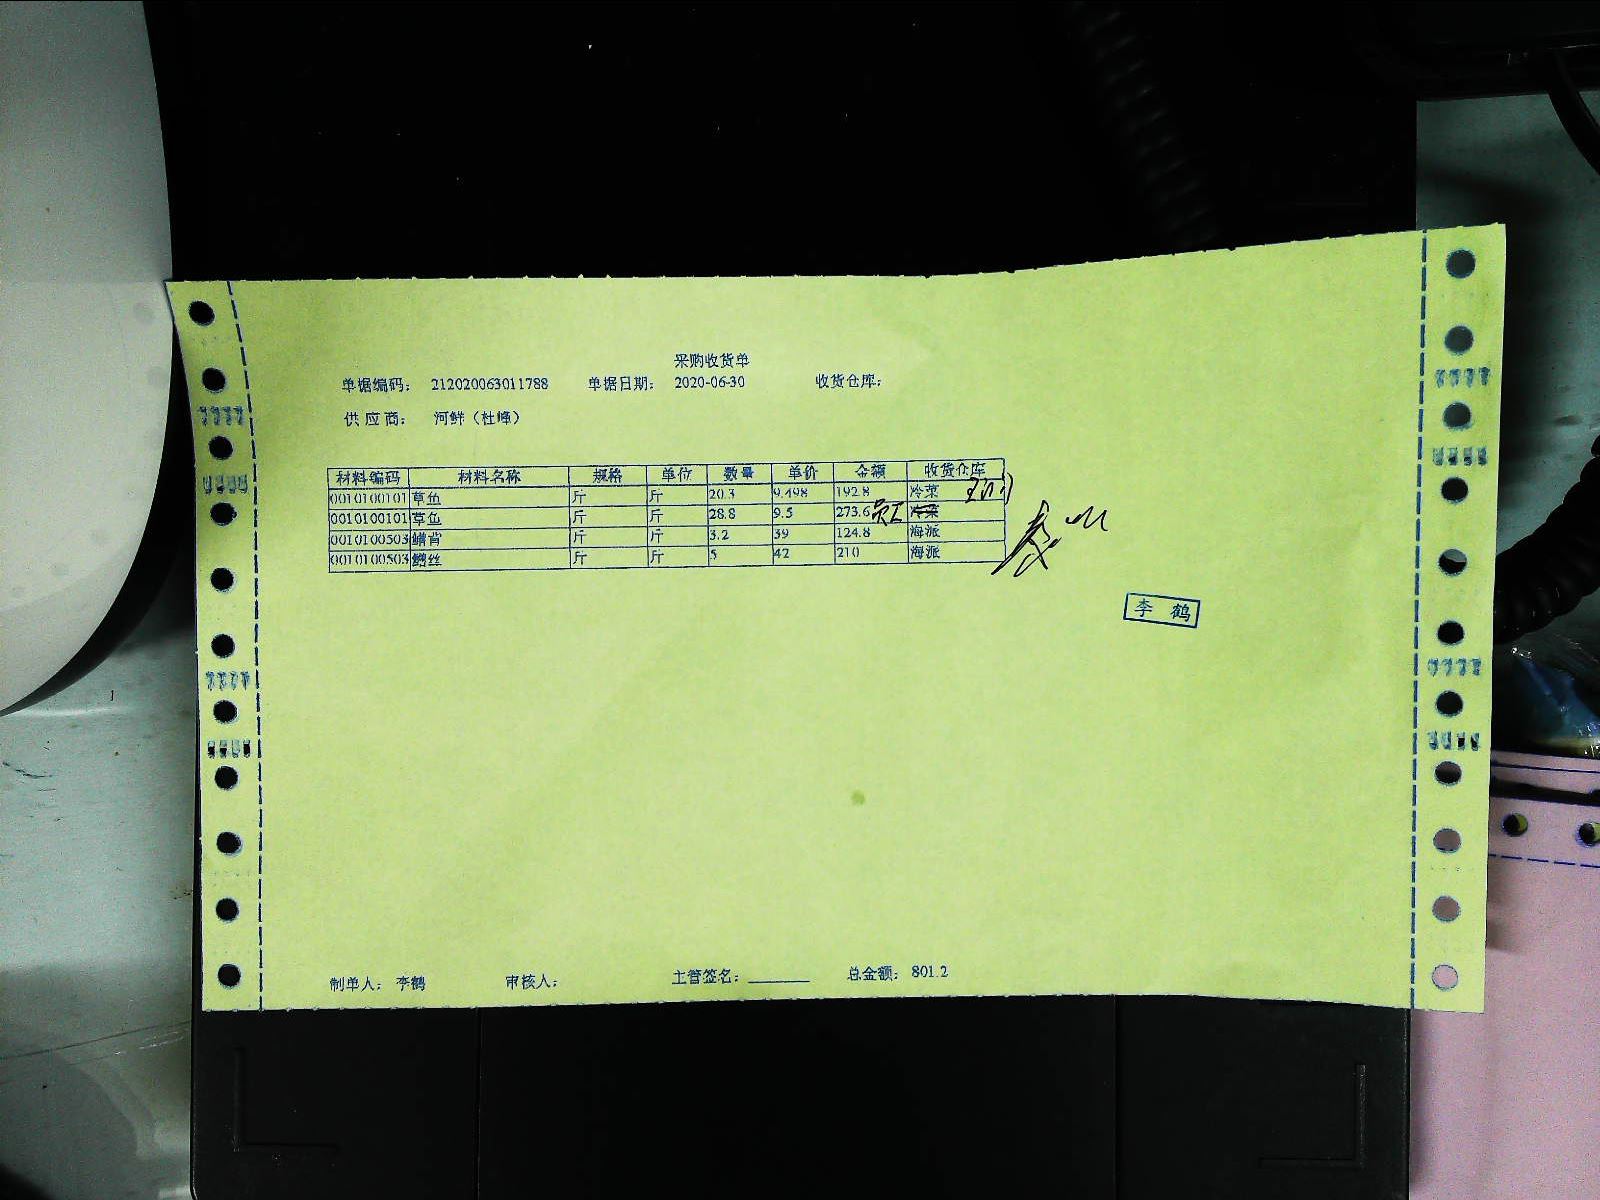 采购收货单
单据编码： 212020063011788 单据日期： 2020-06-30 收货仓库：
供 应 商： 河鲜（杜峰）
材料编码 材料名称 规格 单位 数量 单价 金额 收货仓库
0010100101 草鱼 斤 斤 20.3 9.498 192.8 冷菜
0010100101 草鱼 斤 斤 28.8 9.5 273.6 员工 冷菜
0010100503 鳝背 斤 斤 3.2 39 124.8 海派
0010100503 鳝丝 斤 斤 5 42 210 海派
李 鹤
制单人： 李鹤 审核人： 主管签名： 总金额： 801.2